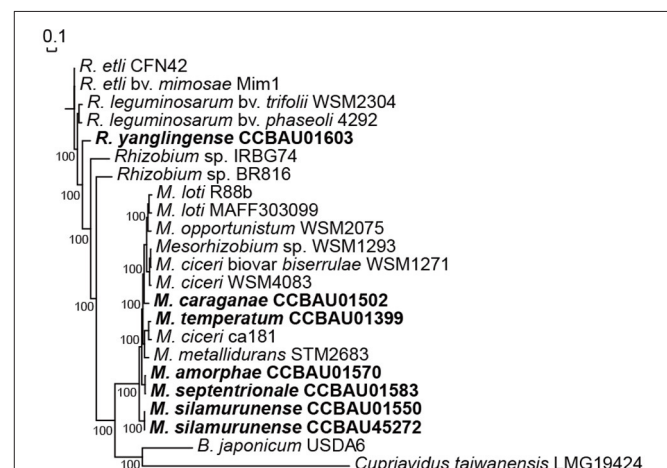 0.1
R. etli CFN42
R. etli bv. mimosae Mim1
R. leguminosarum bv. trifolii WSM2304
R. leguminosarum bv. phaseoli 4292
R. yanglingense CCBAU01603
100
Rhizobium sp. IRBG74
Rhizobium sp. BR816
100
M. loti R88b
M. loti MAFF303099
100
M. opportunistum WSM2075
100
Mesorhizobium sp. WSM1293
M. ciceri biovar biserrulae WSM1271
100
M. ciceri WSM4083
M. caraganae CCBAU01502
100
100
M. temperatum CCBAU01399
M. ciceri ca181
100
M. metallidurans STM2683
M. amorphae CCBAU01570
M. septentrionale CCBAU01583
100
M. silamurunense CCBAU01550
100
100
M. silamurunense CCBAU45272
B. japonicum USDA6
100
Cupriavidus taiwanensis LMG19424